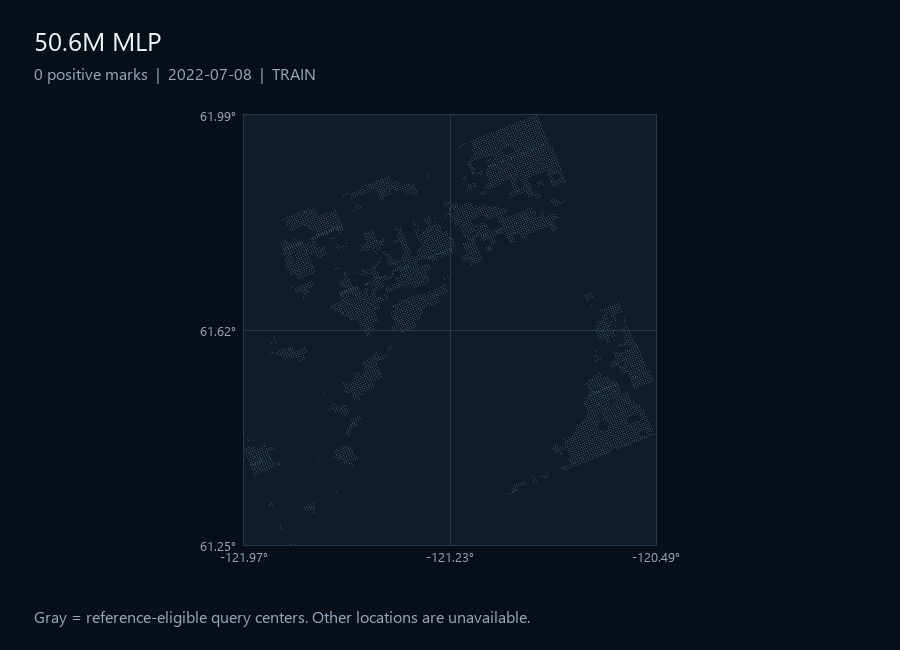 50.6M MLP
0 positive marks | 2022-07-08 | TRAIN
61.99°
61.62°
61.25°
-121.97° -121.23° -120.49°
Gray = reference-eligible query centers. Other locations are unavailable.